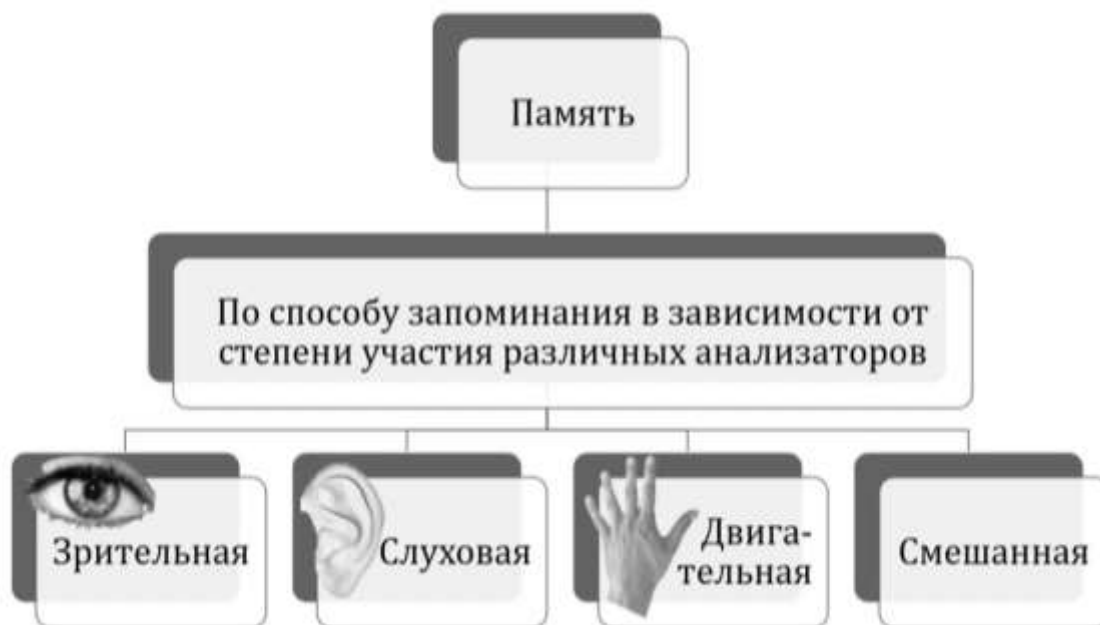 Память
По способу запоминания в зависимости от
степени участия различных анализаторов
Зрительная
Слуховая
Двига-
тельная
Смешанная